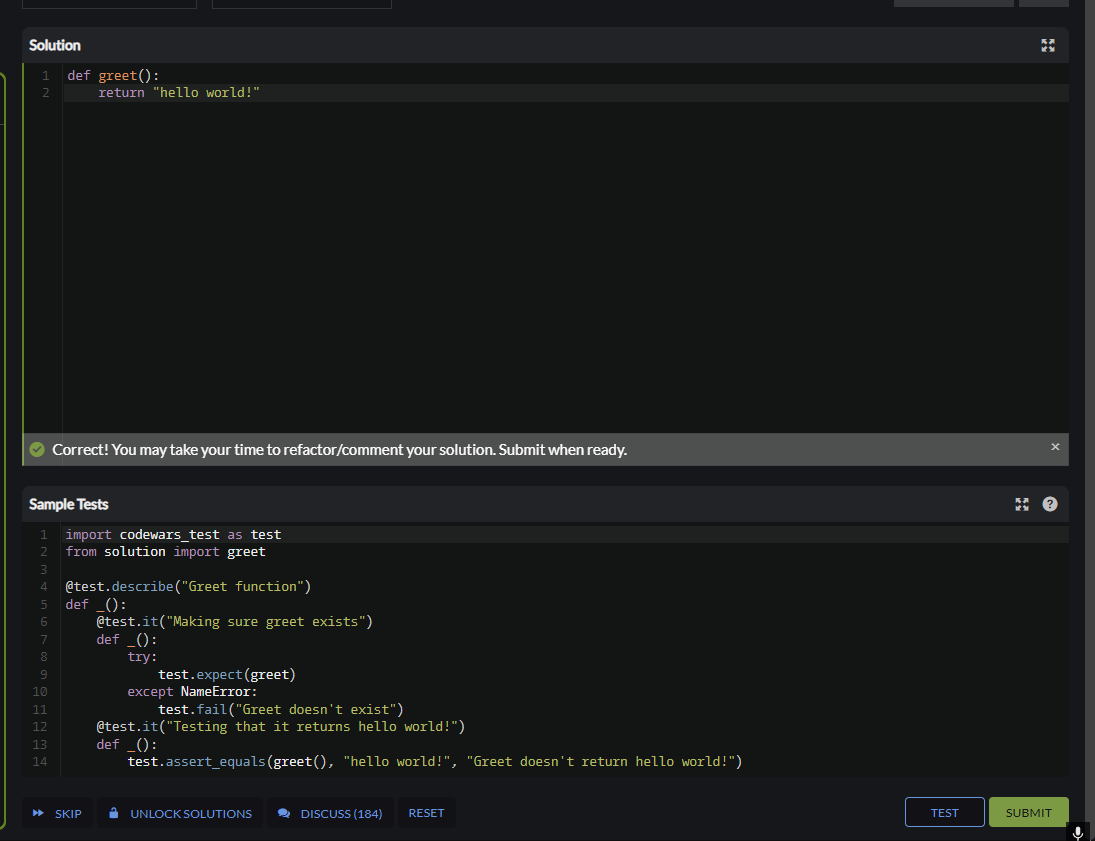 Solution
1 def greet():
2     return "hello world!"
Correct! You may take your time to refactor/comment your solution. Submit when ready.
×
Sample Tests
?
1 import codewars_test as test
2 from solution import greet
3
4 @test.describe("Greet function")
5 def _():
6     @test.it("Making sure greet exists")
7     def _():
8         try:
9             test.expect(greet)
10         except NameError:
11             test.fail("Greet doesn't exist")
12     @test.it("Testing that it returns hello world!")
13     def _():
14         test.assert_equals(greet(), "hello world!", "Greet doesn't return hello world!")
SKIP UNLOCK SOLUTIONS DISCUSS (184) RESET TEST SUBMIT